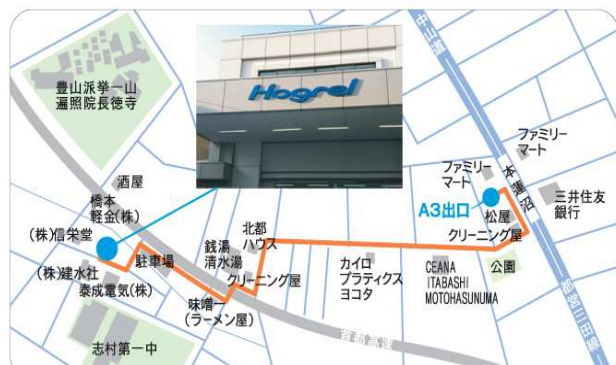 豊山派挙一山
遍照院長徳寺
Hogrel
中山道
ファミリー
マート
ファミリー
マート
本蓮沼
A3出口
松屋
クリーニング屋
三井住友
銀行
酒屋
橋本
軽金(株)
(株)信栄堂
駐車場
(株)建水社
泰成電気(株)
銭湯
清水湯
北都
ハウス
クリーニング屋
味噌一
(ラーメン屋)
カイロ
プラティクス
ヨコタ
CEANA
ITABASHI
MOTOHASUNUMA
公園
首都高速
都営三田線
志村第一中